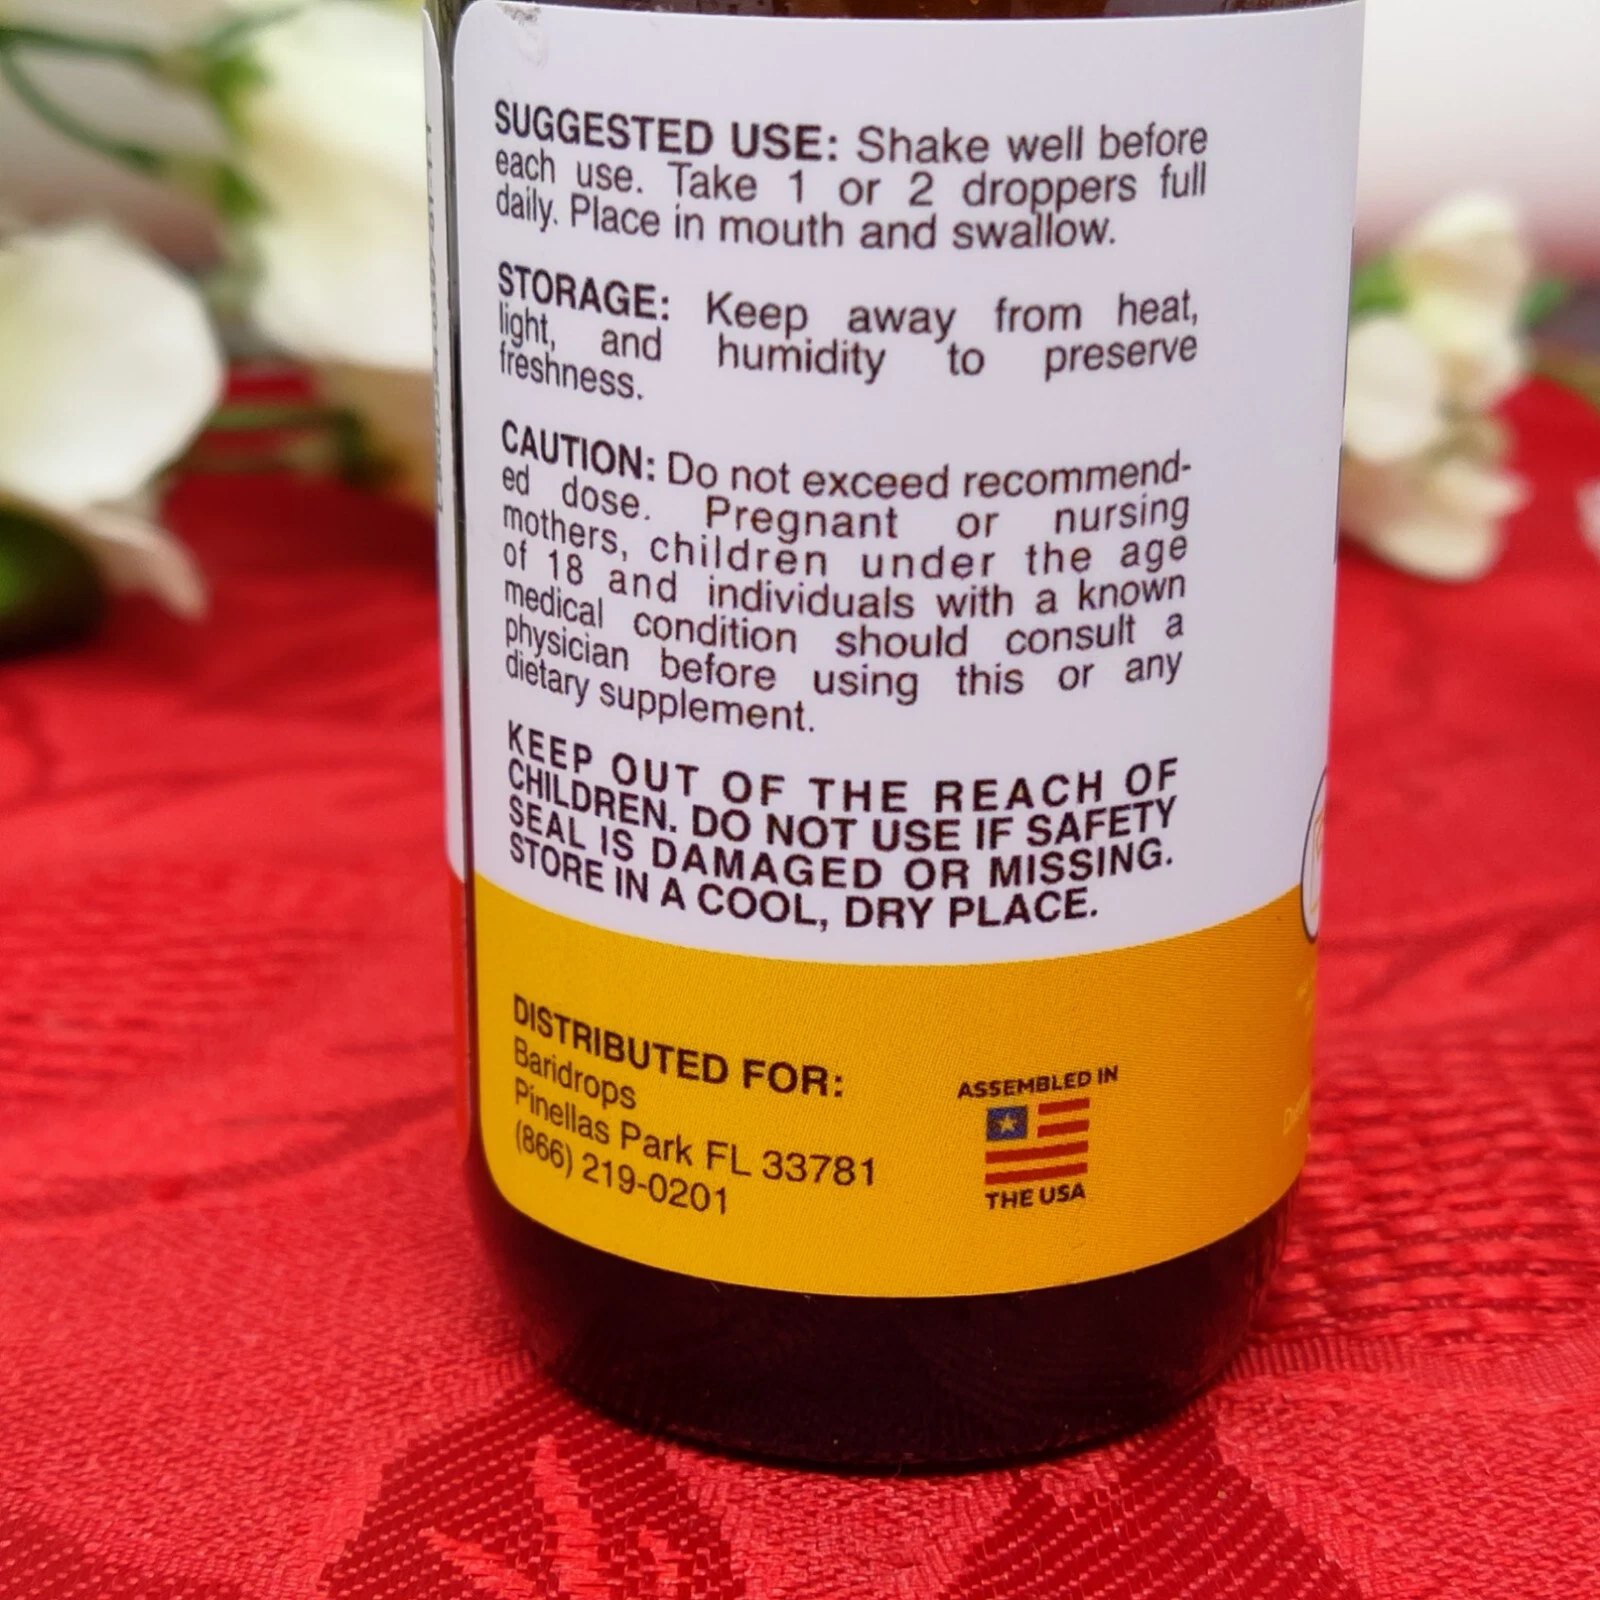 SUGGESTED USE: Shake well before
each use. Take 1 or 2 droppers full
daily. Place in mouth and swallow.
STORAGE: Keep away from heat,
light, and humidity to preserve
freshness.
CAUTION: Do not exceed recommend-
ed dose. Pregnant or nursing
mothers, children under the age
of 18 and individuals with a known
medical condition should consult a
physician before using this or any
dietary supplement.
KEEP OUT OF THE REACH OF
CHILDREN. DO NOT USE IF SAFETY
SEAL IS DAMAGED OR MISSING.
STORE IN A COOL, DRY PLACE.
DISTRIBUTED FOR:
Baridrops
Pinellas Park FL 33781
(866) 219-0201
ASSEMBLED IN
THE USA